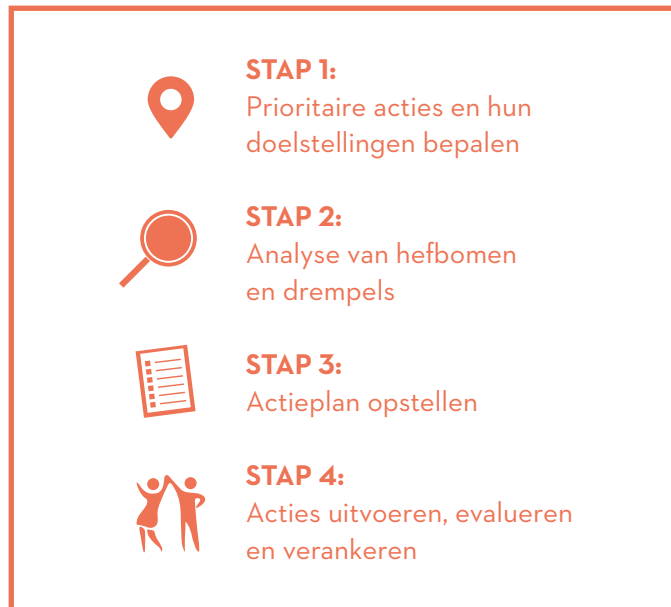 STAP 1:
Prioritaire acties en hun
doelstellingen bepalen
STAP 2:
Analyse van hefbomen
en drempels
STAP 3:
Actieplan opstellen
STAP 4:
Acties uitvoeren, evalueren
en verankeren